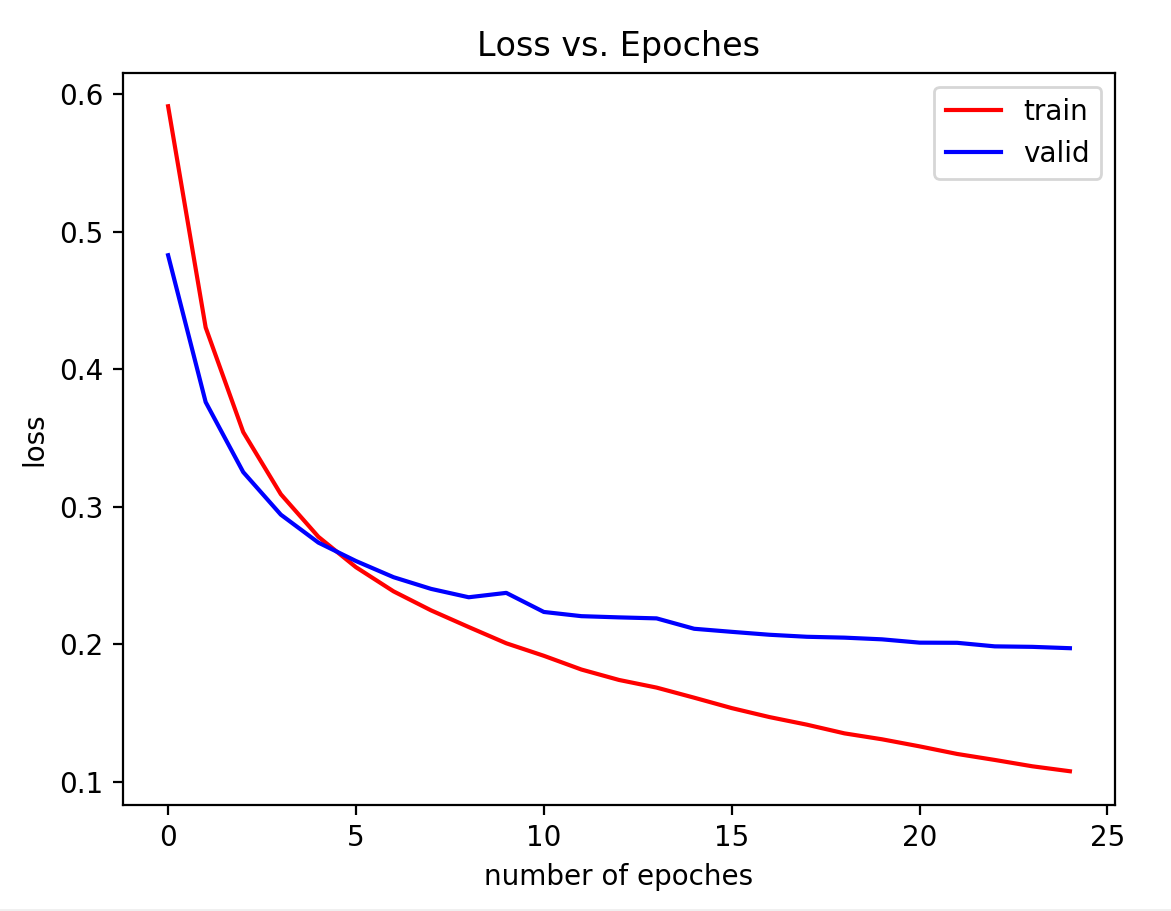 Loss vs. Epoches
train
valid
loss
0.6
0.5
0.4
0.3
0.2
0.1
0 5 10 15 20 25
number of epoches